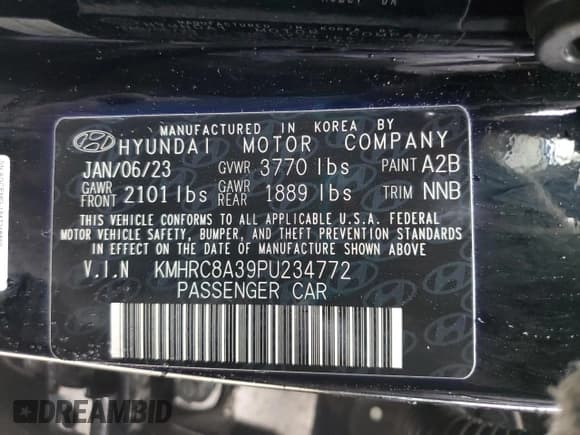 MANUFACTURED IN KOREA BY
HYUNDAI MOTOR COMPANY
JAN/06/23 GVWR 3770 lbs PAINT A2B
GAWR FRONT 2101 lbs GAWR REAR 1889 lbs TRIM NNB
THIS VEHICLE CONFORMS TO ALL APPLICABLE U.S.A. FEDERAL
MOTOR VEHICLE SAFETY, BUMPER, AND THEFT PREVENTION STANDARDS
IN EFFECT ON THE DATE OF MANUFACTURE SHOWN ABOVE.
V.I.N KMHRC8A39PU234772
PASSENGER CAR
DREAMBID